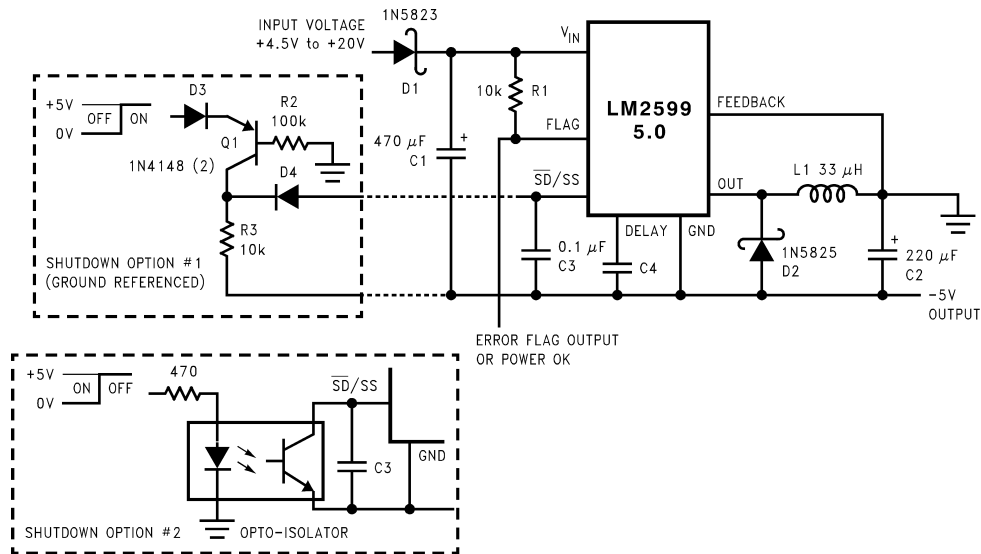 INPUT VOLTAGE
+4.5V to +20V
1N5823
D1
VIN
10k R1
FLAG
470 μF
C1
+
SD/SS
LM2599
5.0
FEEDBACK
OUT
L1 33 μH
DELAY
GND
0.1 μF
C3
C4
1N5825
D2
+
220 μF
C2
-5V
OUTPUT
ERROR FLAG OUTPUT
OR POWER OK
+5V
OFF ON
0V
D3
R2
100k
Q1
1N4148 (2)
D4
R3
10k
SHUTDOWN OPTION #1
(GROUND REFERENCED)
+5V
ON OFF
0V
470
SD/SS
C3
GND
SHUTDOWN OPTION #2
OPTO-ISOLATOR